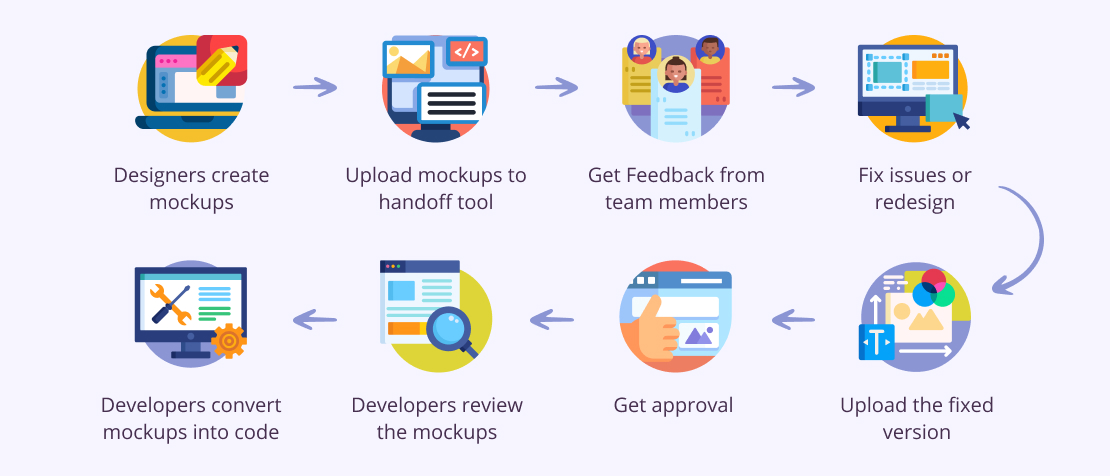 </>
Designers create
mockups
Upload mockups to
handoff tool
Get Feedback from
team members
Fix issues or
redesign
T
Upload the fixed
version
Get approval
Developers review
the mockups
Developers convert
mockups into code